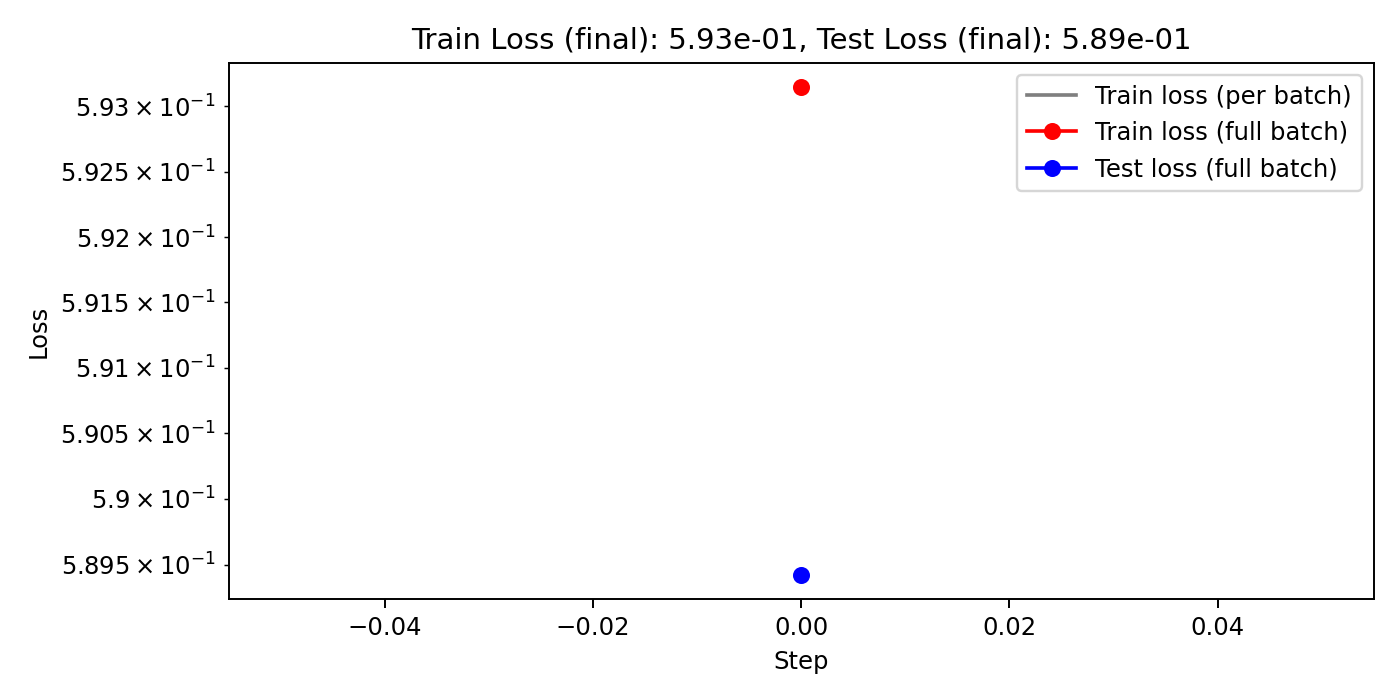 Train Loss (final): 5.93e-01, Test Loss (final): 5.89e-01
5.93 × 10⁻¹
5.925 × 10⁻¹
5.92 × 10⁻¹
5.915 × 10⁻¹
5.91 × 10⁻¹
5.905 × 10⁻¹
5.9 × 10⁻¹
5.895 × 10⁻¹
Loss
Train loss (per batch)
Train loss (full batch)
Test loss (full batch)
−0.04 −0.02 0.00 0.02 0.04
Step